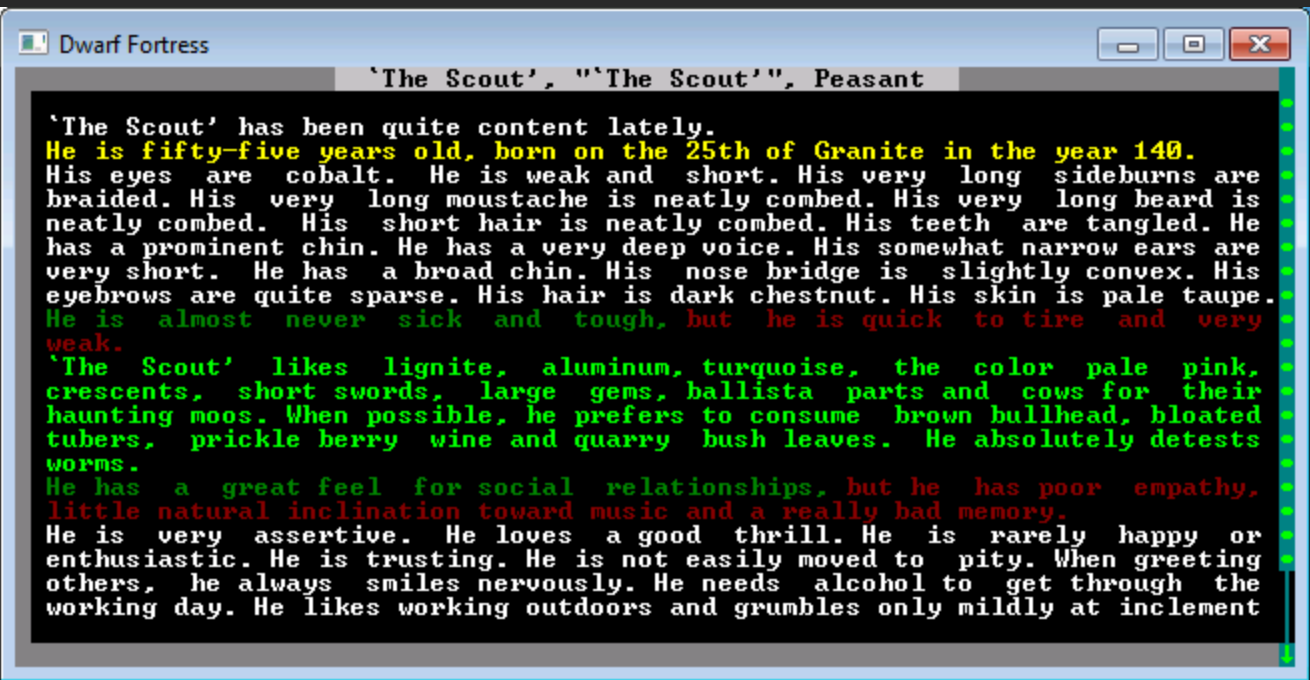 Dwarf Fortress
`The Scout', "`The Scout'", Peasant
`The Scout' has been quite content lately.
He is fifty-five years old, born on the 25th of Granite in the year 140.
His eyes are cobalt. He is weak and short. His very long sideburns are
braided. His very long moustache is neatly combed. His very long beard is
neatly combed. His short hair is neatly combed. His teeth are tangled. He
has a prominent chin. He has a very deep voice. His somewhat narrow ears are
very short. He has a broad chin. His nose bridge is slightly convex. His
eyebrows are quite sparse. His hair is dark chestnut. His skin is pale taupe.
He is almost never sick and tough, but he is quick to tire and very
weak.
`The Scout' likes lignite, aluminum, turquoise, the color pale pink,
crescents, short swords, large gems, ballista parts and cows for their
haunting moos. When possible, he prefers to consume brown bullhead, bloated
tubers, prickle berry wine and quarry bush leaves. He absolutely detests
worms.
He has a great feel for social relationships, but he has poor empathy,
little natural inclination toward music and a really bad memory.
He is very assertive. He loves a good thrill. He is rarely happy or
enthusiastic. He is trusting. He is not easily moved to pity. When greeting
others, he always smiles nervously. He needs alcohol to get through the
working day. He likes working outdoors and grumbles only mildly at inclement